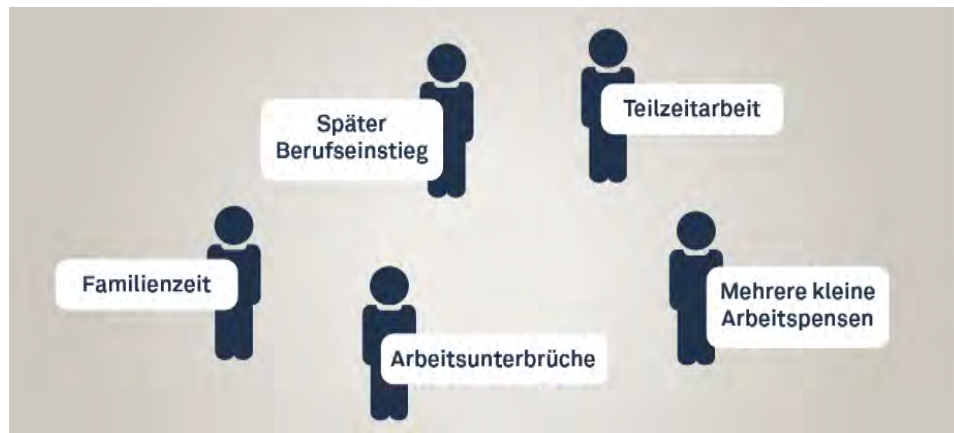 Später
Berufseinstieg
Teilzeitarbeit
Familienzeit
Mehrere kleine
Arbeitspensen
Arbeitsunterbrüche